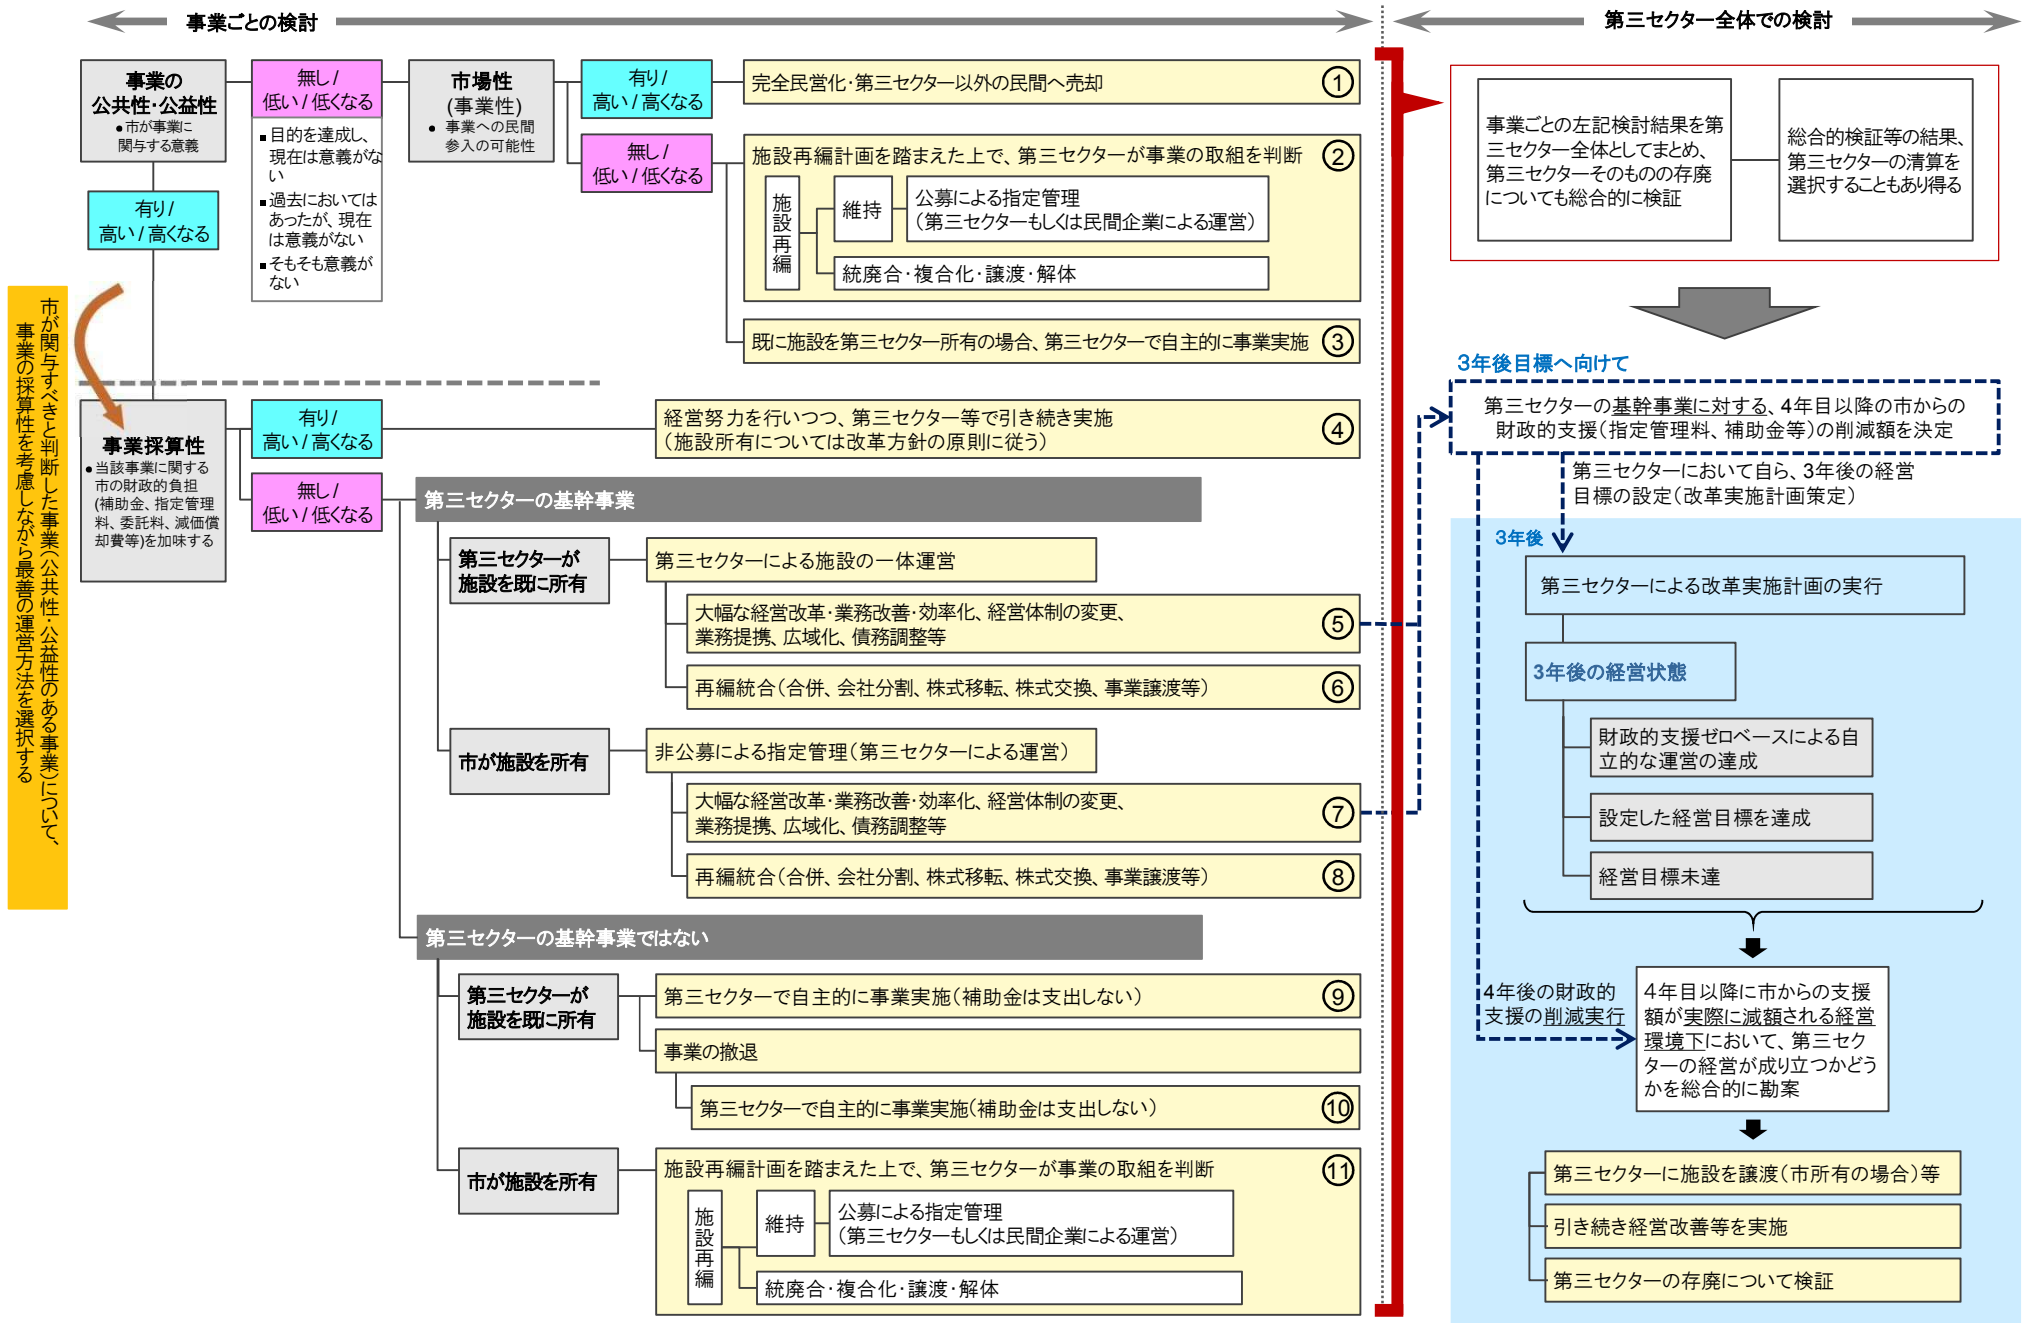 事業ごとの検討
第三セクター全体での検討
事業の
公共性・公益性
●市が事業に
関与する意義
無し/
低い/低くなる
■目的を達成し、
現在は意義がな
い
■過去においては
あったが、現在
は意義がない
■そもそも意義が
ない
市場性
(事業性)
● 事業への民間
参入の可能性
有り/
高い/高くなる
完全民営化・第三セクター以外の民間へ売却 ①
無し/
低い/低くなる
施設再編計画を踏まえた上で、第三セクターが事業の取組を判断 ②
施設再編
維持
公募による指定管理
(第三セクターもしくは民間企業による運営)
統廃合・複合化・譲渡・解体
既に施設を第三セクター所有の場合、第三セクターで自主的に事業実施 ③
有り/
高い/高くなる
市が関与すべきと判断した事業(公共性・公益性のある事業)について、
事業の採算性を考慮しながら最善の運営方法を選択する
事業採算性
●当該事業に関する
市の財政的負担
(補助金、指定管理
料、委託料、減価償
却費等)を加味する
有り/
高い/高くなる
経営努力を行いつつ、第三セクター等で引き続き実施
(施設所有については改革方針の原則に従う) ④
無し/
低い/低くなる
第三セクターの基幹事業
第三セクターが
施設を既に所有
第三セクターによる施設の一体運営
大幅な経営改革・業務改善・効率化、経営体制の変更、
業務提携、広域化、債務調整等 ⑤
再編統合(合併、会社分割、株式移転、株式交換、事業譲渡等) ⑥
市が施設を所有
非公募による指定管理(第三セクターによる運営)
大幅な経営改革・業務改善・効率化、経営体制の変更、
業務提携、広域化、債務調整等 ⑦
再編統合(合併、会社分割、株式移転、株式交換、事業譲渡等) ⑧
第三セクターの基幹事業ではない
第三セクターが
施設を既に所有
第三セクターで自主的に事業実施(補助金は支出しない) ⑨
事業の撤退
第三セクターで自主的に事業実施(補助金は支出しない) ⑩
市が施設を所有
施設再編計画を踏まえた上で、第三セクターが事業の取組を判断 ⑪
施設再編
維持
公募による指定管理
(第三セクターもしくは民間企業による運営)
統廃合・複合化・譲渡・解体
事業ごとの左記検討結果を第
三セクター全体としてまとめ、
第三セクターそのものの存廃
についても総合的に検証
総合的検証等の結果、
第三セクターの清算を
選択することもあり得る
3年後目標へ向けて
第三セクターの基幹事業に対する、4年目以降の市からの
財政的支援(指定管理料、補助金等)の削減額を決定
第三セクターにおいて自ら、3年後の経営
目標の設定(改革実施計画策定)
3年後
第三セクターによる改革実施計画の実行
3年後の経営状態
財政的支援ゼロベースによる自
立的な運営の達成
設定した経営目標を達成
経営目標未達
4年後の財政的
支援の削減実行
4年目以降に市からの支援
額が実際に減額される経営
環境下において、第三セク
ターの経営が成り立つかどう
かを総合的に勘案
第三セクターに施設を譲渡(市所有の場合)等
引き続き経営改善等を実施
第三セクターの存廃について検証